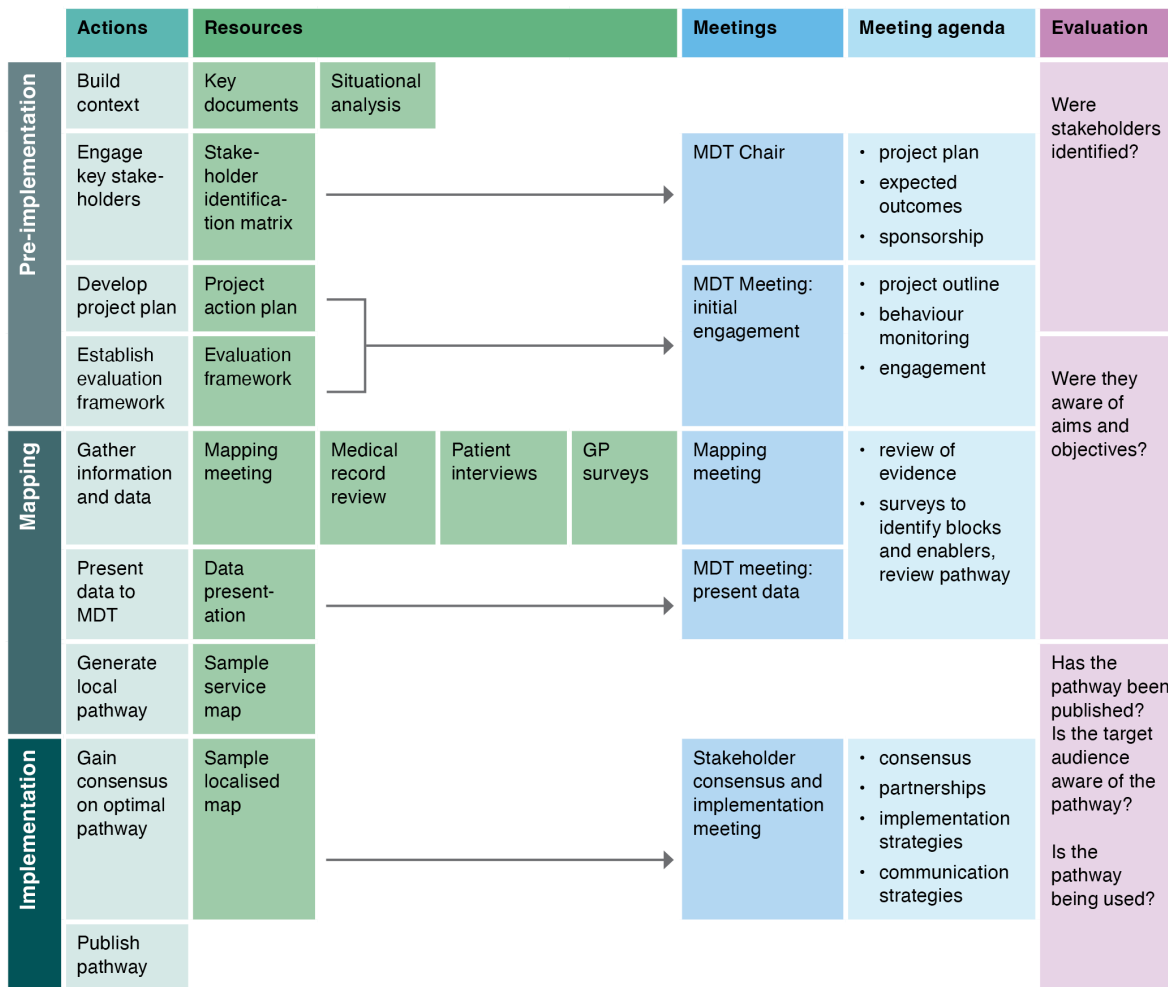 Actions
Resources
Meetings
Meeting agenda
Evaluation
Pre-implementation
Build
context
Key
documents
Situational
analysis
Were
stakeholders
identified?
Engage
key stake-
holders
Stake-
holder
identifica-
tion matrix
MDT Chair
• project plan
• expected
outcomes
• sponsorship
Develop
project plan
Project
action plan
MDT Meeting:
initial
engagement
• project outline
• behaviour
monitoring
• engagement
Establish
evaluation
framework
Evaluation
framework
Were they
aware of
aims and
objectives?
Mapping
Gather
information
and data
Mapping
meeting
Medical
record
review
Patient
interviews
GP
surveys
Mapping
meeting
• review of
evidence
• surveys to
identify blocks
and enablers,
review pathway
Present
data to
MDT
Data
present-
ation
MDT meeting:
present data
Generate
local
pathway
Sample
service
map
Has the
pathway been
published?
Is the target
audience
aware of the
pathway?
Is the
pathway
being used?
Implementation
Gain
consensus
on optimal
pathway
Sample
localised
map
Stakeholder
consensus and
implementation
meeting
• consensus
• partnerships
• implementation
strategies
• communication
strategies
Publish
pathway